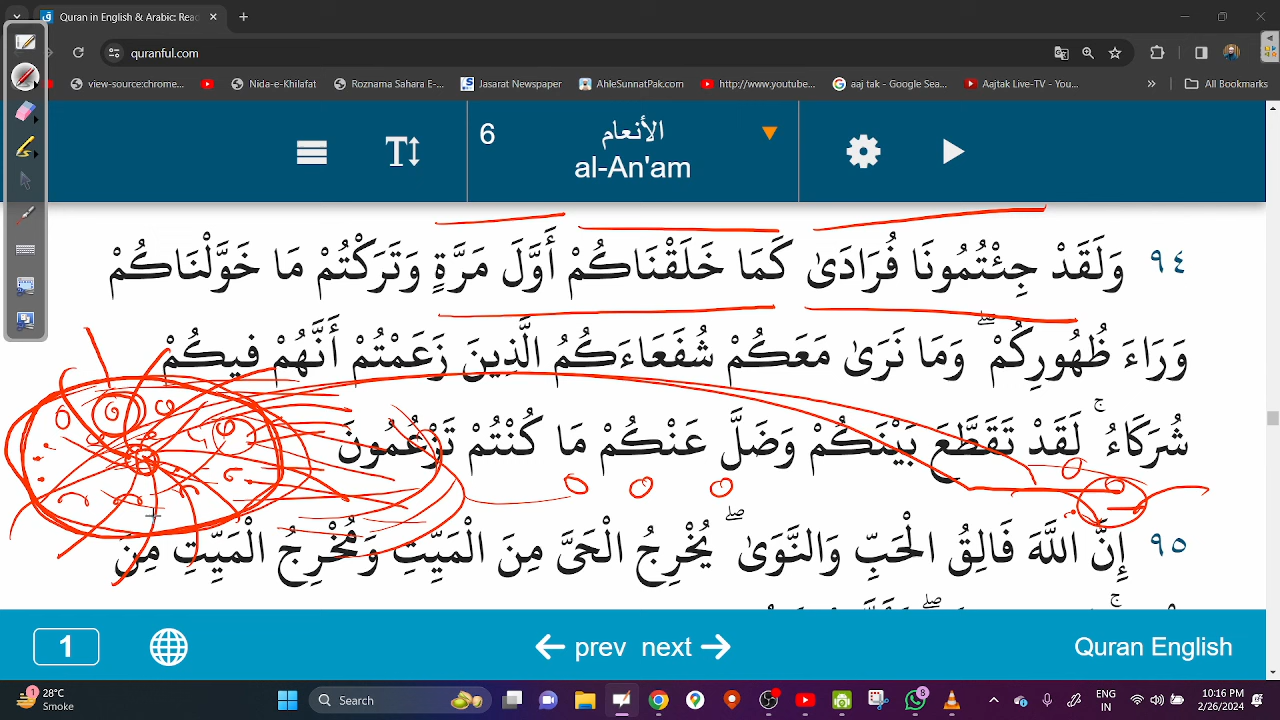 Quran in English & Arabic: Rea
quranful.com
view-source:chrome...
Nida-e-Khilafat
Roznama Sahara E-...
Jasarat Newspaper
AhleSunnatPak.com
http://www.youtube...
aaj tak - Google Sea...
Aajtak Live-TV - You...
All Bookmarks
6
الأنعام
al-An'am
٩٤ وَلَقَدْ جِئْتُمُونَا فُرَادَىٰ كَمَا خَلَقْنَاكُمْ أَوَّلَ مَرَّةٍ وَتَرَكْتُمْ مَا خَوَّلْنَاكُمْ
وَرَاءَ ظُهُورِكُمْ ۖ وَمَا نَرَىٰ مَعَكُمْ شُفَعَاءَكُمُ الَّذِينَ زَعَمْتُمْ أَنَّهُمْ فِيكُمْ
شُرَكَاءُ ۚ لَقَدْ تَقَطَّعَ بَيْنَكُمْ وَضَلَّ عَنْكُمْ مَا كُنْتُمْ تَزْعُمُونَ
٩٥ إِنَّ اللَّهَ فَالِقُ الْحَبِّ وَالنَّوَىٰ ۖ يُخْرِجُ الْحَيَّ مِنَ الْمَيِّتِ وَمُخْرِجُ الْمَيِّتِ مِنَ
1
prev next
Quran English
1
28°C
Smoke
Search
8
ENG
IN
10:16 PM
2/26/2024